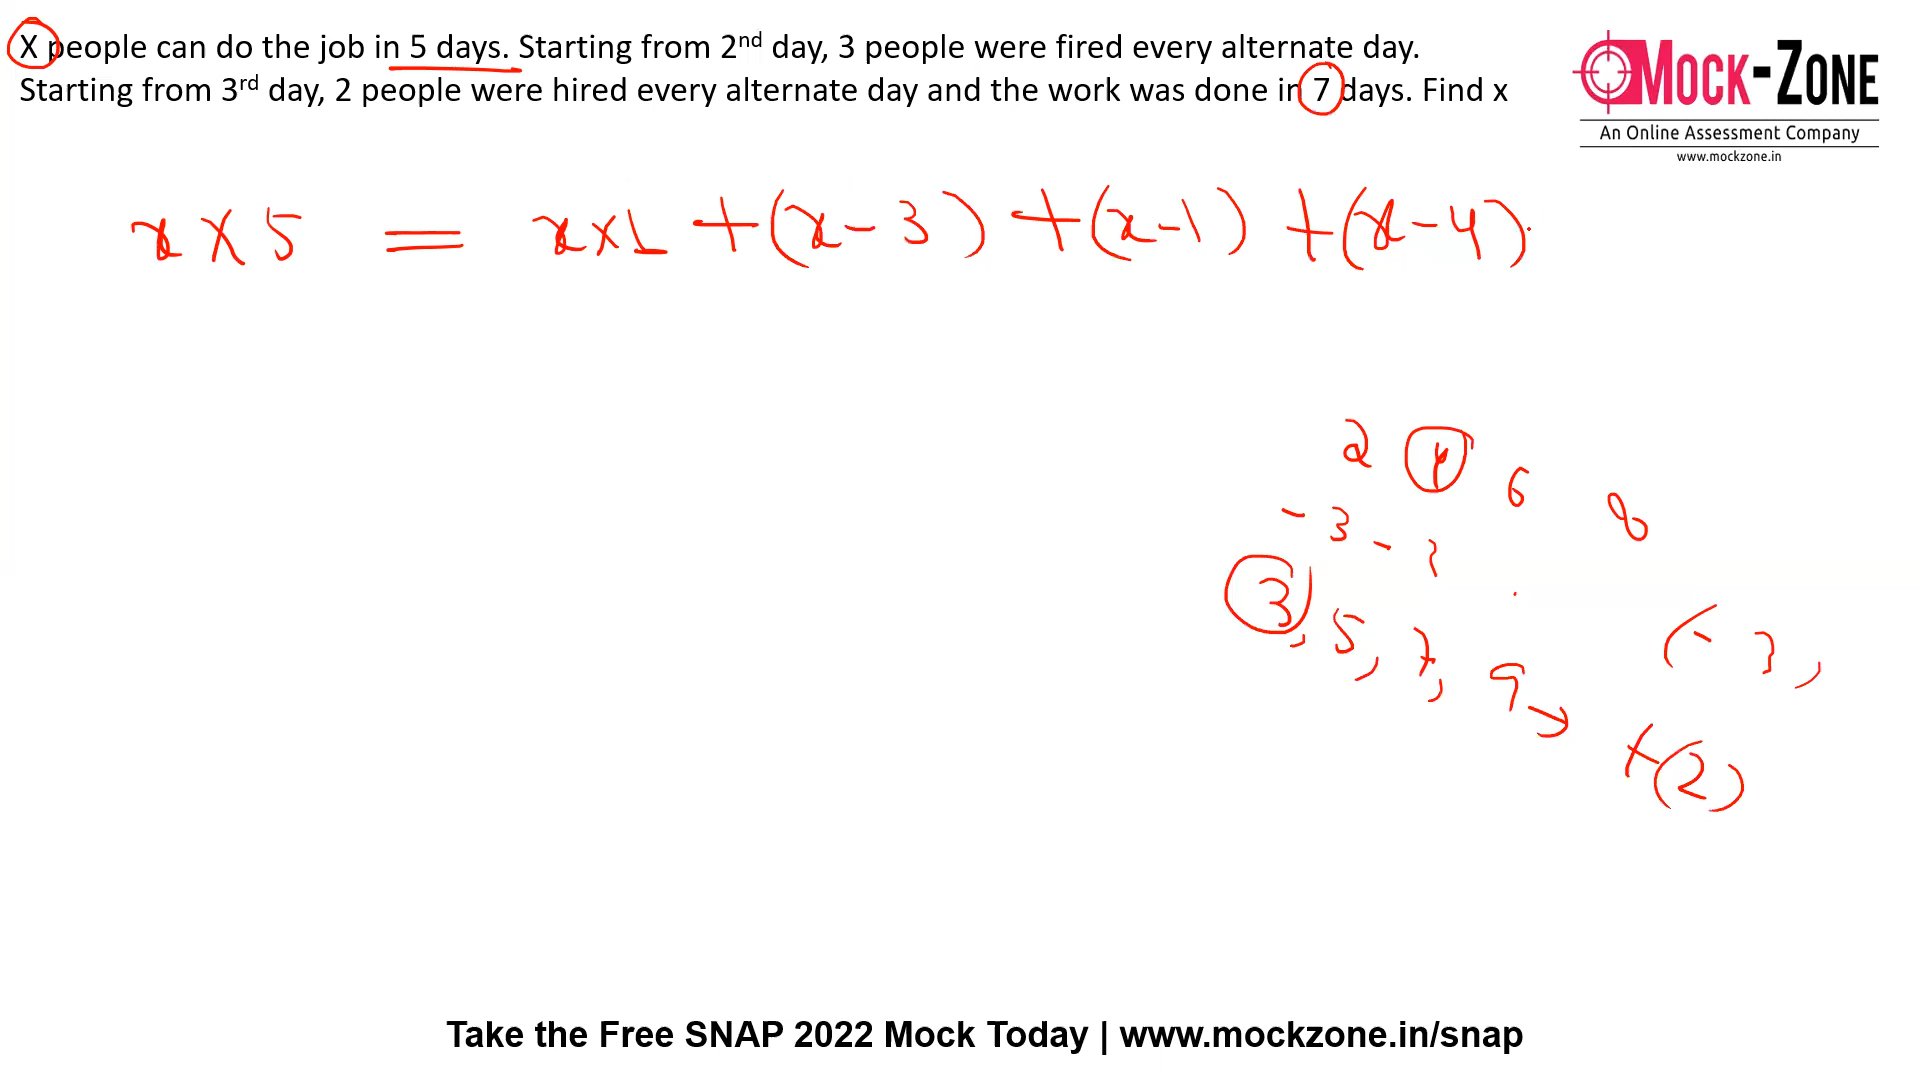 X people can do the job in 5 days. Starting from 2nd day, 3 people were fired every alternate day.
Starting from 3rd day, 2 people were hired every alternate day and the work was done in 7 days. Find x
MOCK-ZONE
An Online Assessment Company
www.mockzone.in
x × 5 = x×1 + (x-3) + (x-1) + (x-4)
2 4 6 8
-3 -3
3, 5, 7, 9 →
(-3,
+(2)
Take the Free SNAP 2022 Mock Today | www.mockzone.in/snap